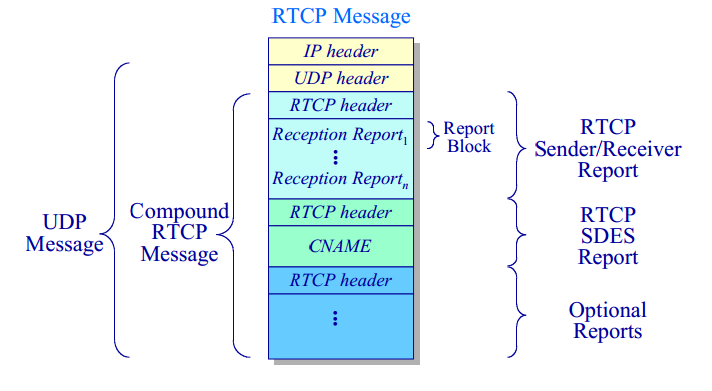 RTCP Message
IP header
UDP header
RTCP header
Reception Report1
⋮
Reception Reportn
RTCP header
CNAME
RTCP header
⋮
UDP
Message
Compound
RTCP
Message
Report
Block
RTCP
Sender/Receiver
Report
RTCP
SDES
Report
Optional
Reports